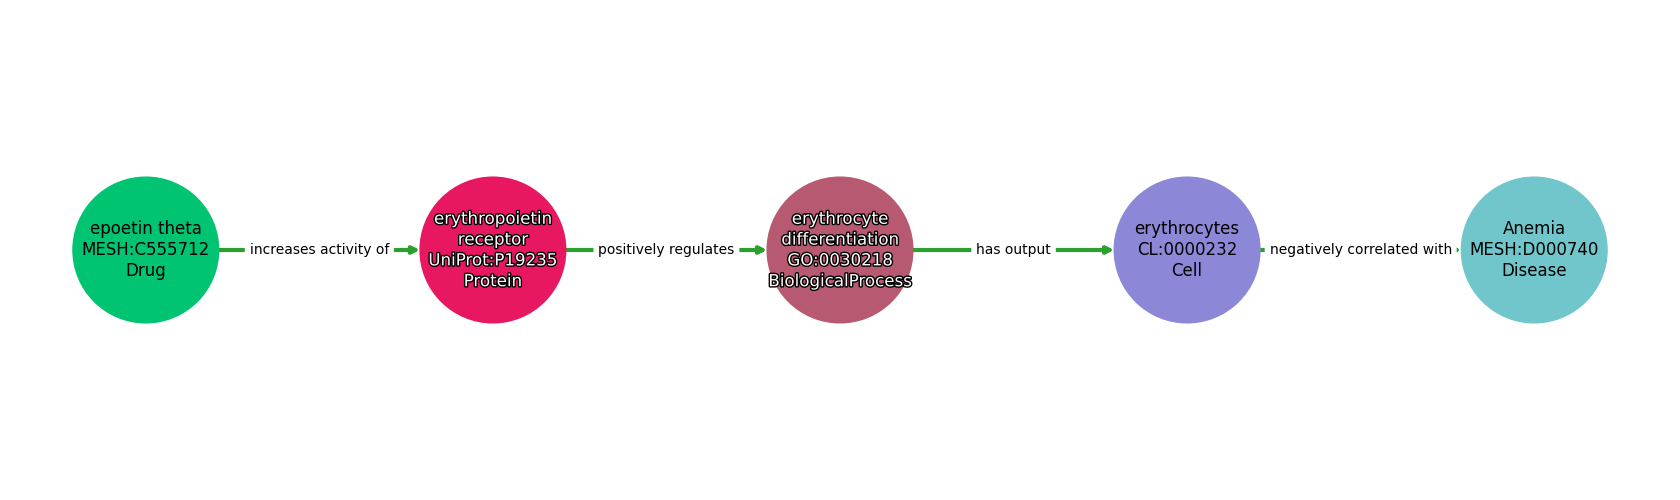 epoetin theta
MESH:C555712
Drug
increases activity of
erythropoietin
receptor
UniProt:P19235
Protein
positively regulates
erythrocyte
differentiation
GO:0030218
BiologicalProcess
has output
erythrocytes
CL:0000232
Cell
negatively correlated with
Anemia
MESH:D000740
Disease